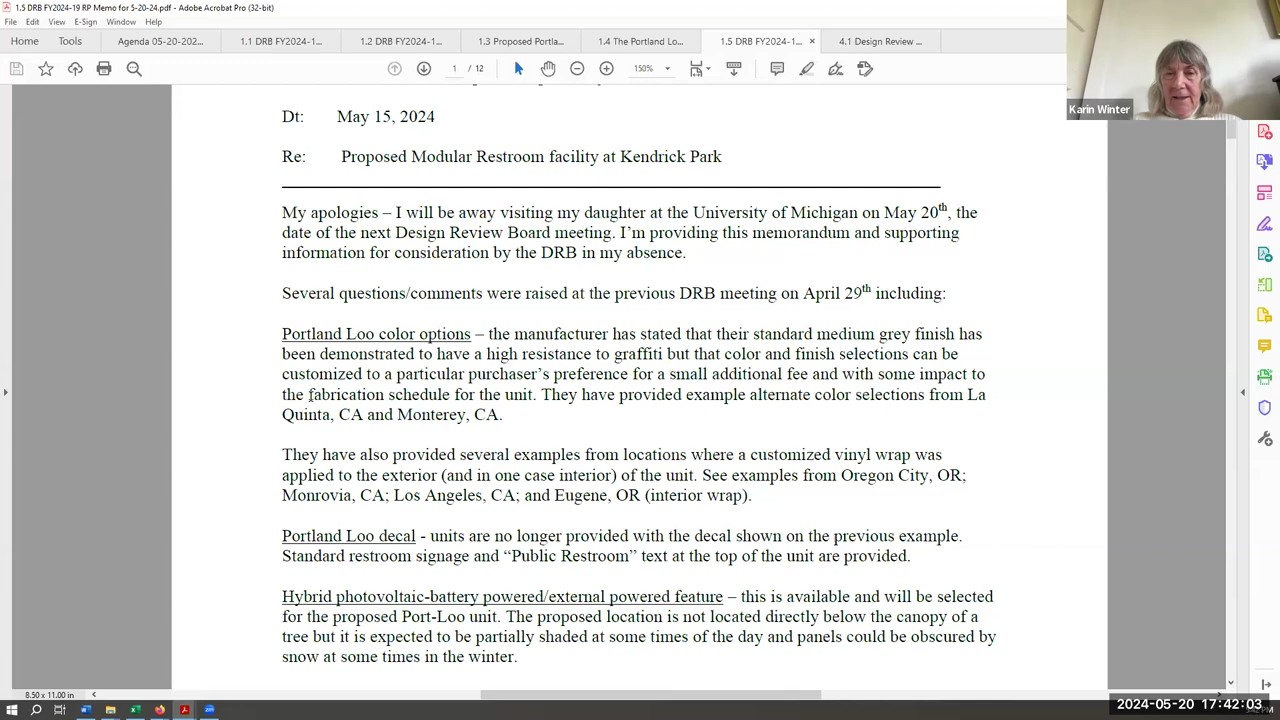 1.5 DRB FY2024-19 RP Memo for 5-20-24.pdf - Adobe Acrobat Pro (32-bit)
File Edit View E-Sign Window Help
Home Tools Agenda 05-20-202... 1.1 DRB FY2024-1... 1.2 DRB FY2024-1... 1.3 Proposed Portla... 1.4 The Portland Lo... 1.5 DRB FY2024-1... × 4.1 Design Review ...
1 / 12 150%
Karin Winter
Dt: May 15, 2024
Re: Proposed Modular Restroom facility at Kendrick Park
My apologies – I will be away visiting my daughter at the University of Michigan on May 20th, the
date of the next Design Review Board meeting. I'm providing this memorandum and supporting
information for consideration by the DRB in my absence.
Several questions/comments were raised at the previous DRB meeting on April 29th including:
Portland Loo color options – the manufacturer has stated that their standard medium grey finish has
been demonstrated to have a high resistance to graffiti but that color and finish selections can be
customized to a particular purchaser's preference for a small additional fee and with some impact to
the fabrication schedule for the unit. They have provided example alternate color selections from La
Quinta, CA and Monterey, CA.
They have also provided several examples from locations where a customized vinyl wrap was
applied to the exterior (and in one case interior) of the unit. See examples from Oregon City, OR;
Monrovia, CA; Los Angeles, CA; and Eugene, OR (interior wrap).
Portland Loo decal - units are no longer provided with the decal shown on the previous example.
Standard restroom signage and “Public Restroom” text at the top of the unit are provided.
Hybrid photovoltaic-battery powered/external powered feature – this is available and will be selected
for the proposed Port-Loo unit. The proposed location is not located directly below the canopy of a
tree but it is expected to be partially shaded at some times of the day and panels could be obscured by
snow at some times in the winter.
8.50 x 11.00 in
2024-05-20 17:42:03